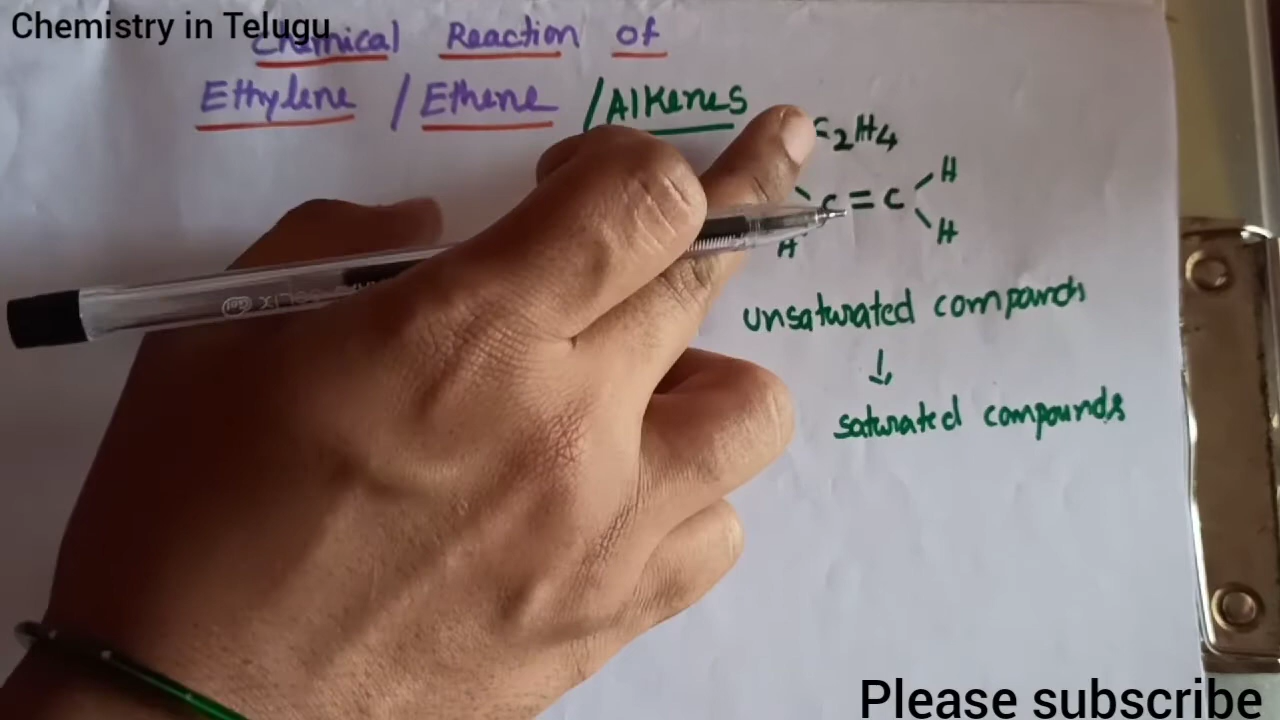 Chemistry in Telugu
Chemical Reaction of
Ethylene / Ethene / Alkenes
C2H4
H
C = C
H
H
unsaturated compounds
↓
saturated compounds
Please subscribe